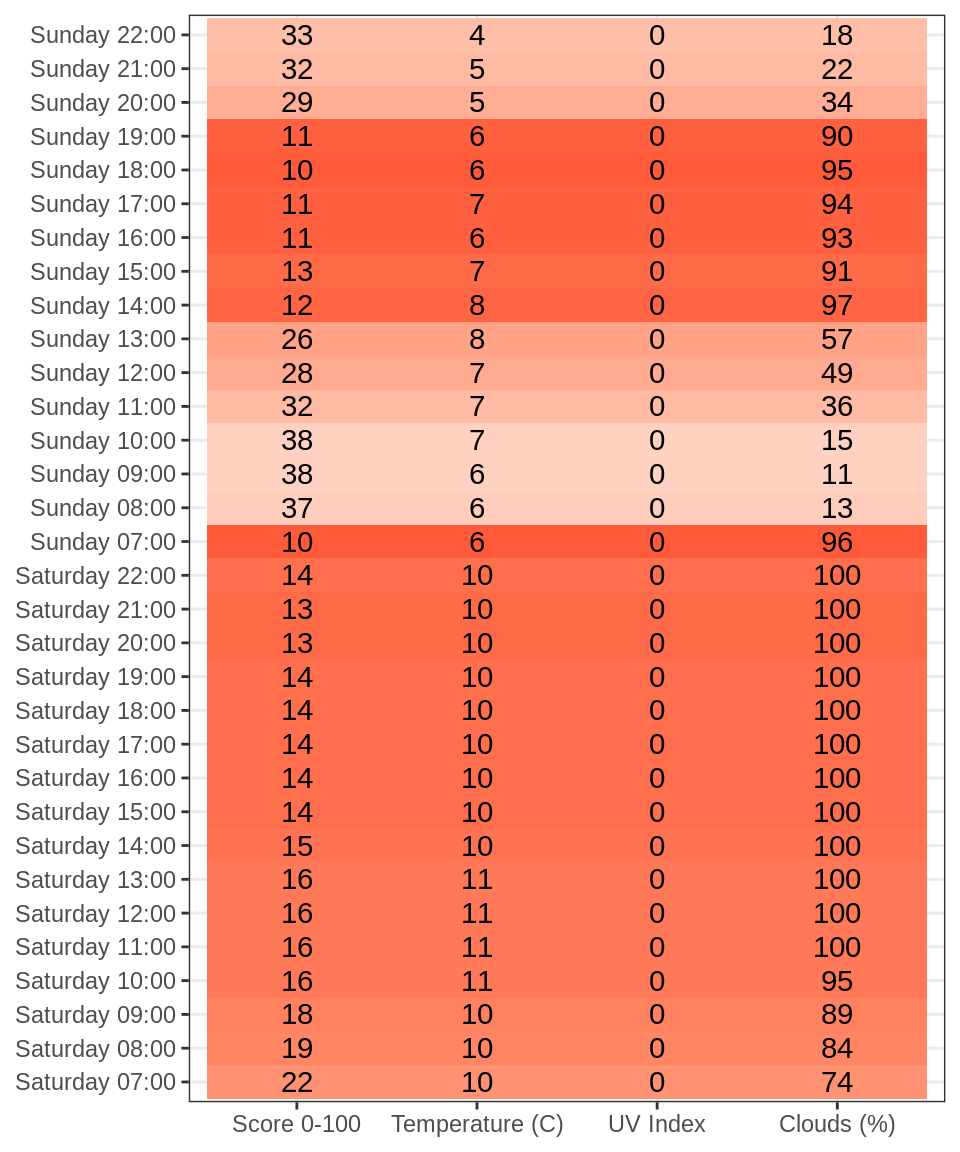 Sunday 22:00 33 4 0 18
Sunday 21:00 32 5 0 22
Sunday 20:00 29 5 0 34
Sunday 19:00 11 6 0 90
Sunday 18:00 10 6 0 95
Sunday 17:00 11 7 0 94
Sunday 16:00 11 6 0 93
Sunday 15:00 13 7 0 91
Sunday 14:00 12 8 0 97
Sunday 13:00 26 8 0 57
Sunday 12:00 28 7 0 49
Sunday 11:00 32 7 0 36
Sunday 10:00 38 7 0 15
Sunday 09:00 38 6 0 11
Sunday 08:00 37 6 0 13
Sunday 07:00 10 6 0 96
Saturday 22:00 14 10 0 100
Saturday 21:00 13 10 0 100
Saturday 20:00 13 10 0 100
Saturday 19:00 14 10 0 100
Saturday 18:00 14 10 0 100
Saturday 17:00 14 10 0 100
Saturday 16:00 14 10 0 100
Saturday 15:00 14 10 0 100
Saturday 14:00 15 10 0 100
Saturday 13:00 16 11 0 100
Saturday 12:00 16 11 0 100
Saturday 11:00 16 11 0 100
Saturday 10:00 16 11 0 95
Saturday 09:00 18 10 0 89
Saturday 08:00 19 10 0 84
Saturday 07:00 22 10 0 74
Score 0-100 Temperature (C) UV Index Clouds (%)